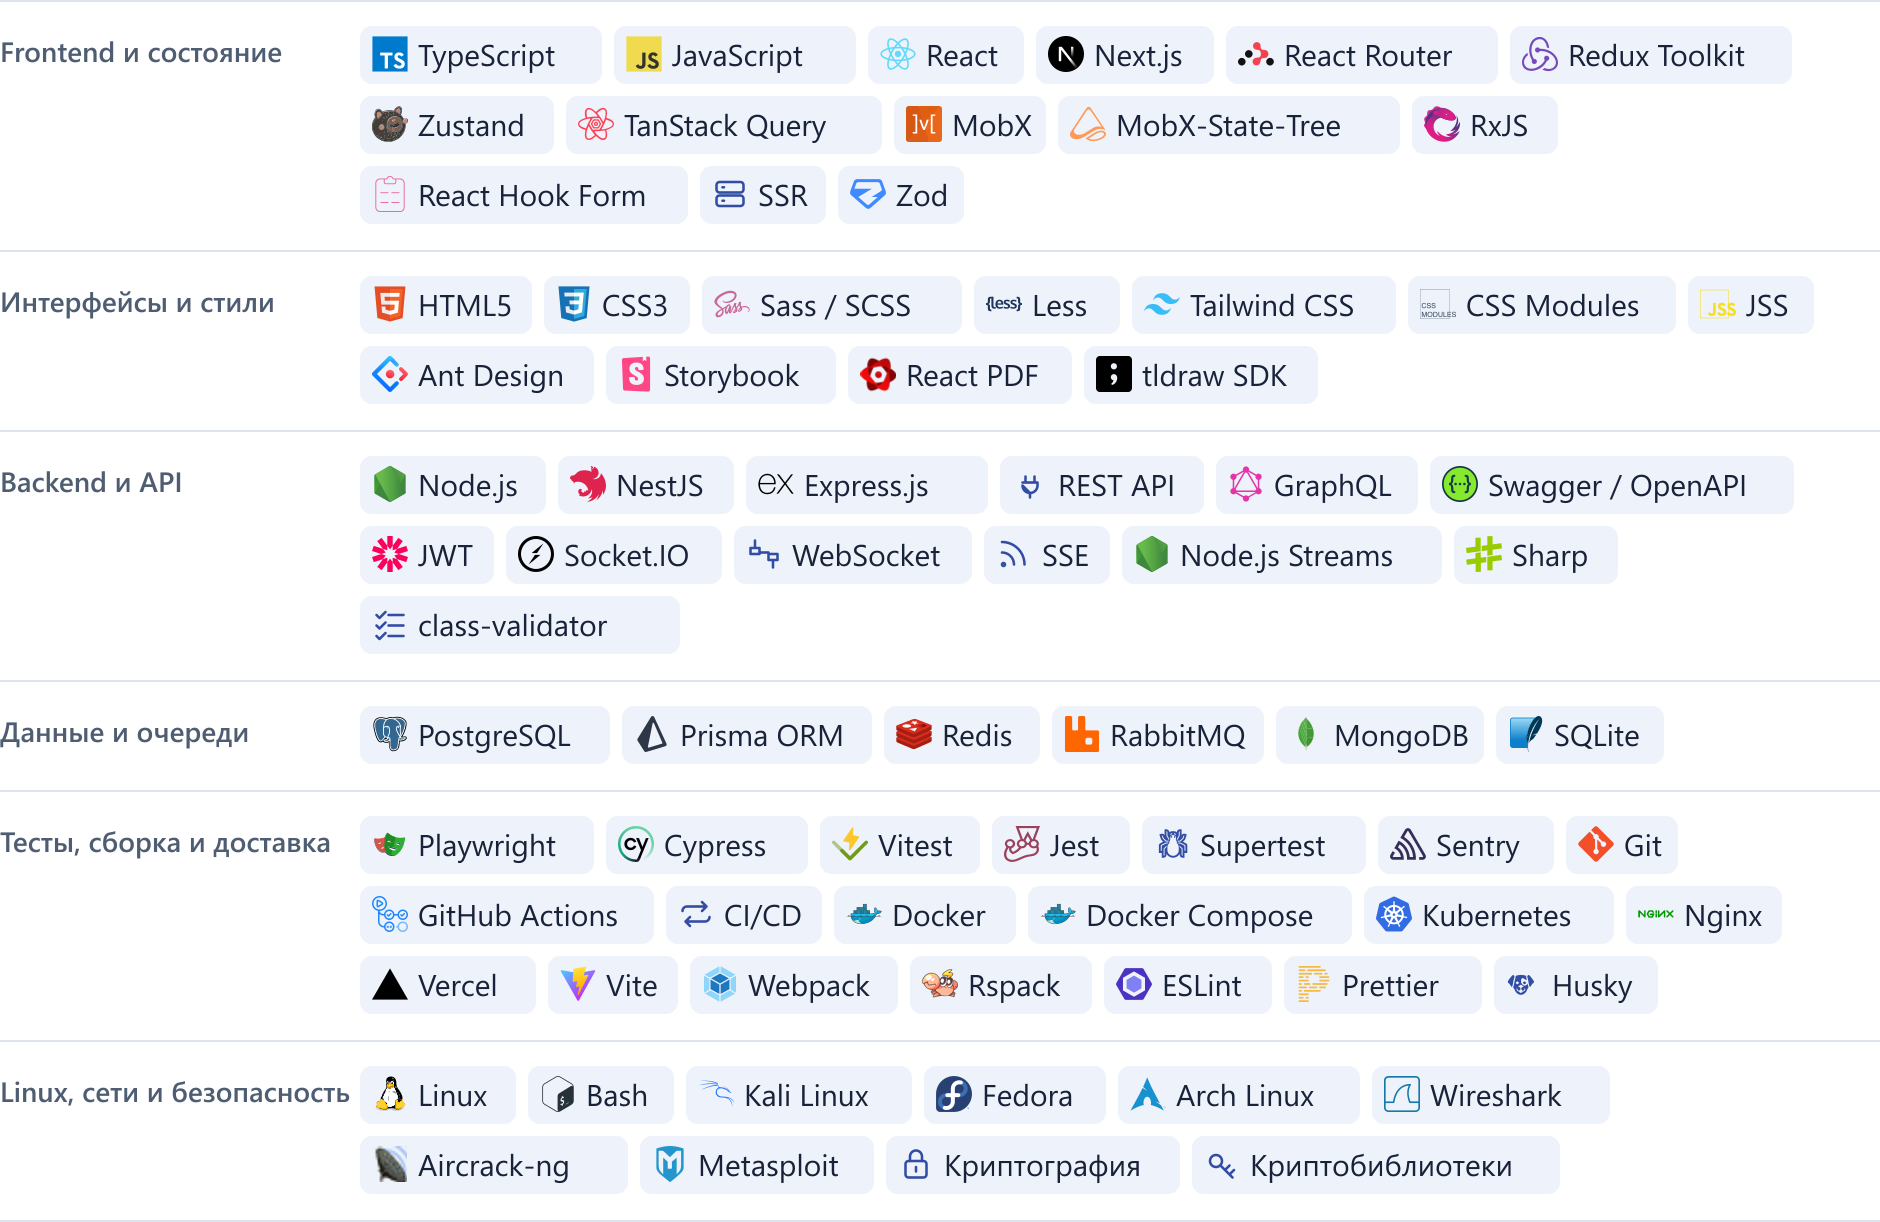 Frontend и состояние
TypeScript JavaScript React Next.js React Router Redux Toolkit
Zustand TanStack Query MobX MobX-State-Tree RxJS
React Hook Form SSR Zod
Интерфейсы и стили
HTML5 CSS3 Sass / SCSS Less Tailwind CSS CSS Modules JSS
Ant Design Storybook React PDF tldraw SDK
Backend и API
Node.js NestJS Express.js REST API GraphQL Swagger / OpenAPI
JWT Socket.IO WebSocket SSE Node.js Streams Sharp
class-validator
Данные и очереди
PostgreSQL Prisma ORM Redis RabbitMQ MongoDB SQLite
Тесты, сборка и доставка
Playwright Cypress Vitest Jest Supertest Sentry Git
GitHub Actions CI/CD Docker Docker Compose Kubernetes Nginx
Vercel Vite Webpack Rspack ESLint Prettier Husky
Linux, сети и безопасность
Linux Bash Kali Linux Fedora Arch Linux Wireshark
Aircrack-ng Metasploit Криптография Криптобиблиотеки